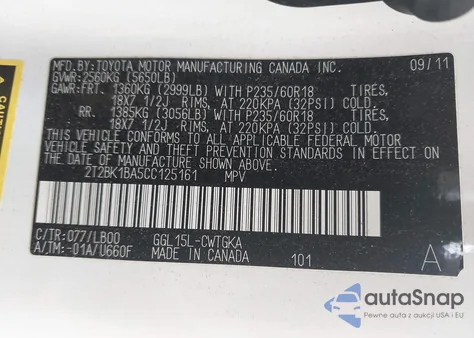 MFD.BY:TOYOTA MOTOR MANUFACTURING CANADA INC. 09/11
GVWR:2560KG (5650LB)
GAWR:FRT. 1360KG (2999LB) WITH P235/60R18 TIRES,
18X7 1/2J RIMS, AT 220KPA (32PSI) COLD.
RR. 1385KG (3056LB) WITH P235/60R18 TIRES,
18X7 1/2J RIMS, AT 220KPA (32PSI) COLD.
THIS VEHICLE CONFORMS TO ALL APPLICABLE FEDERAL MOTOR
VEHICLE SAFETY STANDARDS IN EFFECT ON THE DATE OF
MANUFACTURE SHOWN ABOVE.
2T2BK1BA5CC125161 MPV
C/TR:077/LB00 GGL15L-CWTGKA
A/TM:-01A/U660F MADE IN CANADA 101 A
autoSnap
Pewne auta z aukcji USA i EU